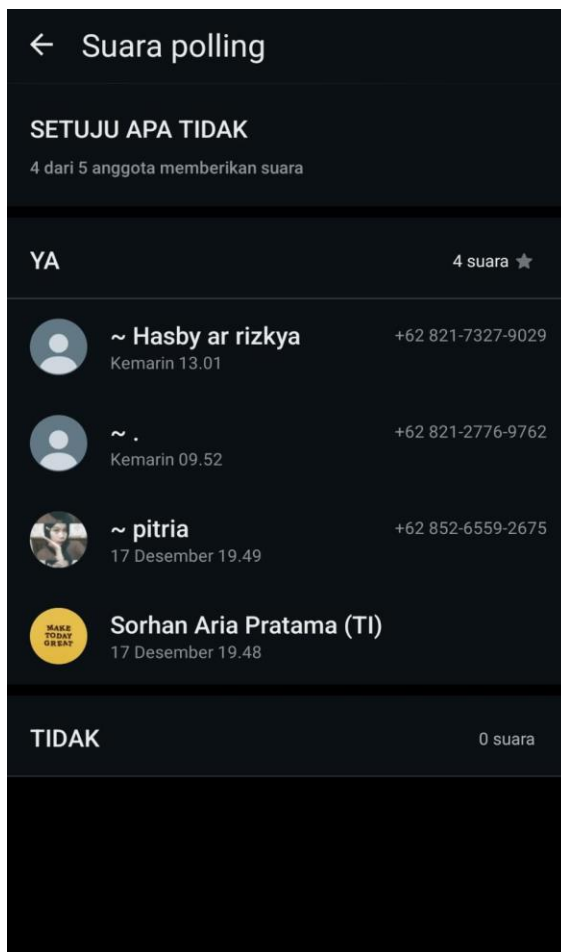 Suara polling
SETUJU APA TIDAK
4 dari 5 anggota memberikan suara
YA
4 suara
~ Hasby ar rizkya
+62 821-7327-9029
Kemarin 13.01
~ .
+62 821-2776-9762
Kemarin 09.52
~ pitria
+62 852-6559-2675
17 Desember 19.49
MAKE
TODAY
GREAT
Sorhan Aria Pratama (TI)
17 Desember 19.48
TIDAK
0 suara